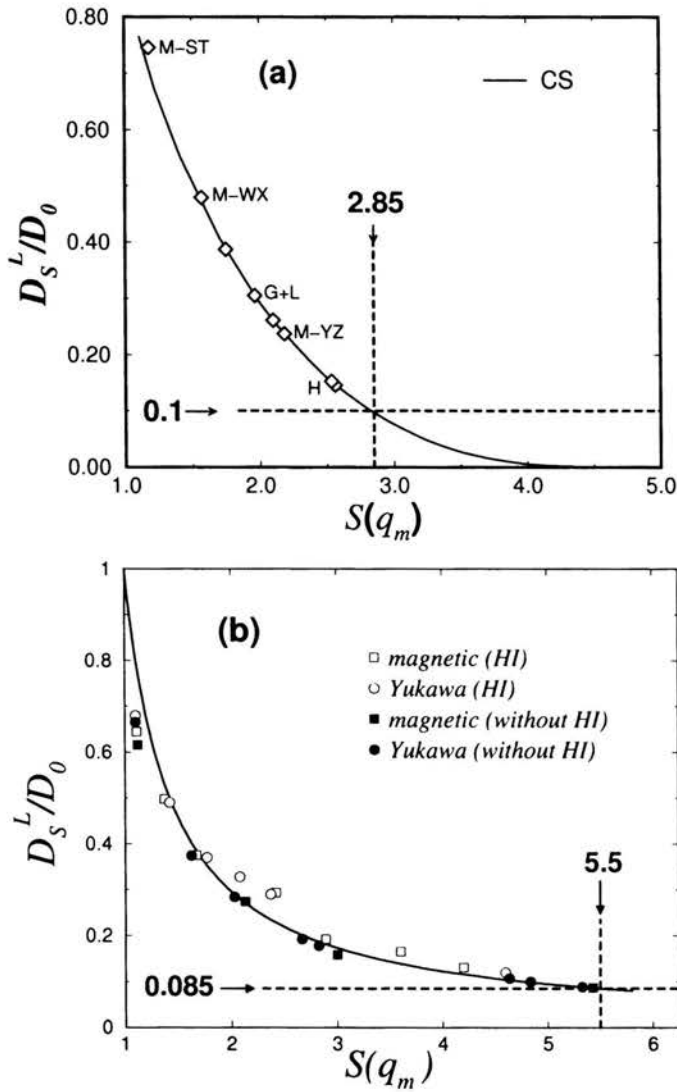 0.80
0.60
0.40
0.20
0.00
D_S^L/D_0
M-ST
(a)
CS
M-WX
2.85
G+L
M-YZ
H
0.1
1.0 2.0 3.0 4.0 5.0
S(q_m)
1
0.8
0.6
0.4
0.2
0
D_S^L/D_0
(b)
magnetic (HI)
Yukawa (HI)
magnetic (without HI)
Yukawa (without HI)
5.5
0.085
1 2 3 4 5 6
S(q_m)